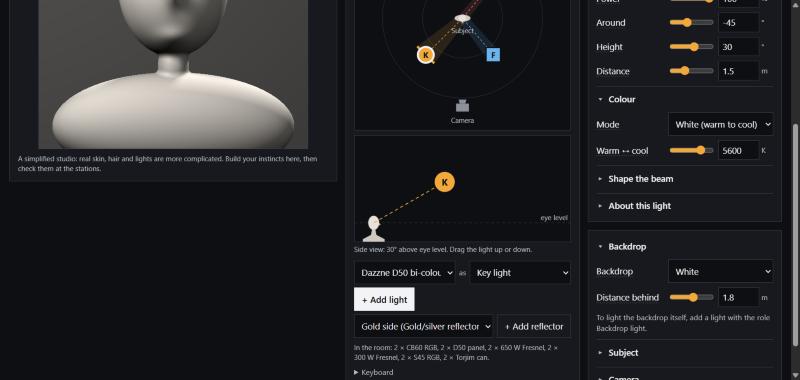 A simplified studio: real skin, hair and lights are more complicated. Build your instincts here, then
check them at the stations.
Subject
K
F
Camera
K
eye level
Side view: 30° above eye level. Drag the light up or down.
as
Key light
+ Add light
Gold side (Gold/silver reflector
+ Add reflector
In the room: 2 × CB60 RGB, 2 × D50 panel, 2 × 650 W Fresnel, 2 ×
300 W Fresnel, 2 × S45 RGB, 2 × Torjim can.
Keyboard
Around
-45
°
Height
30
°
Distance
1.5
m
Colour
Mode
White (warm to cool)
Warm ↔ cool
5600
K
Shape the beam
About this light
Backdrop
Backdrop
White
Distance behind
1.8
m
To light the backdrop itself, add a light with the role
Backdrop light.
Subject